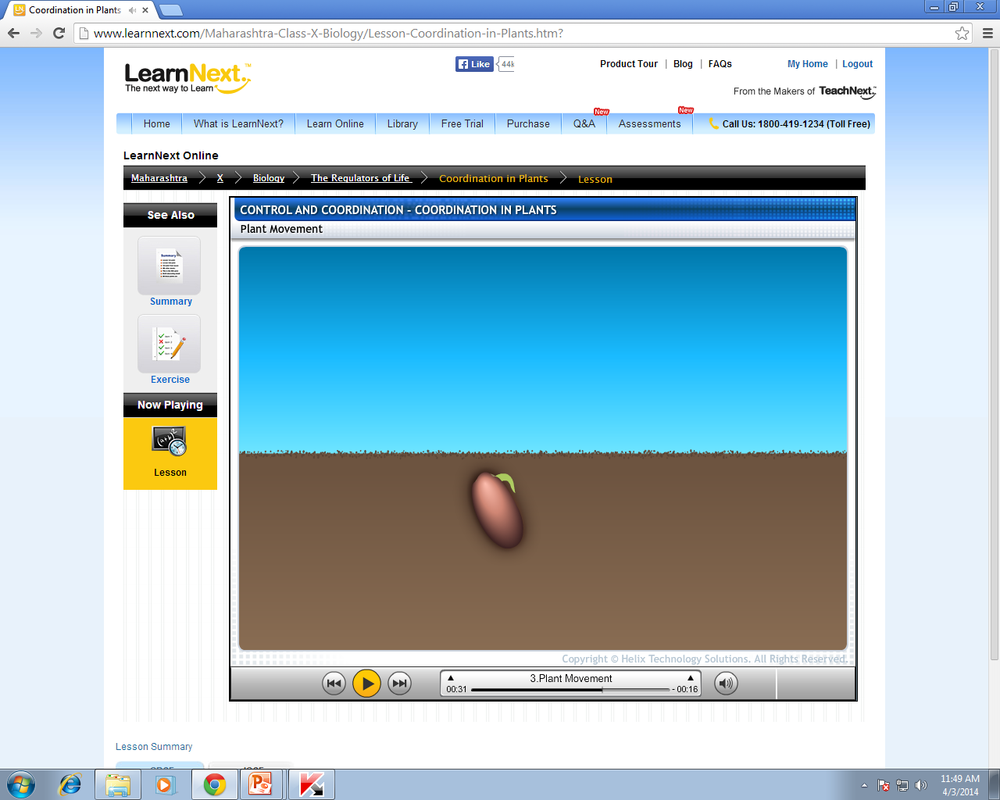 Coordination in Plants
www.learnnext.com/Maharashtra-Class-X-Biology/Lesson-Coordination-in-Plants.htm?
LearnNext.
The next way to Learn
Like 44k
Product Tour | Blog | FAQs
My Home | Logout
From the Makers of TeachNext.
Home
What is LearnNext?
Learn Online
Library
Free Trial
Purchase
Q&A New
Assessments New
Call Us: 1800-419-1234 (Toll Free)
LearnNext Online
Maharashtra X Biology The Regulators of Life Coordination in Plants Lesson
See Also
Summary
Summary
Exercise
Now Playing
Lesson
CONTROL AND COORDINATION - COORDINATION IN PLANTS
Plant Movement
Copyright © Helix Technology Solutions. All Rights Reserved.
3.Plant Movement
00:31 - 00:16
Lesson Summary
11:49 AM
4/3/2014